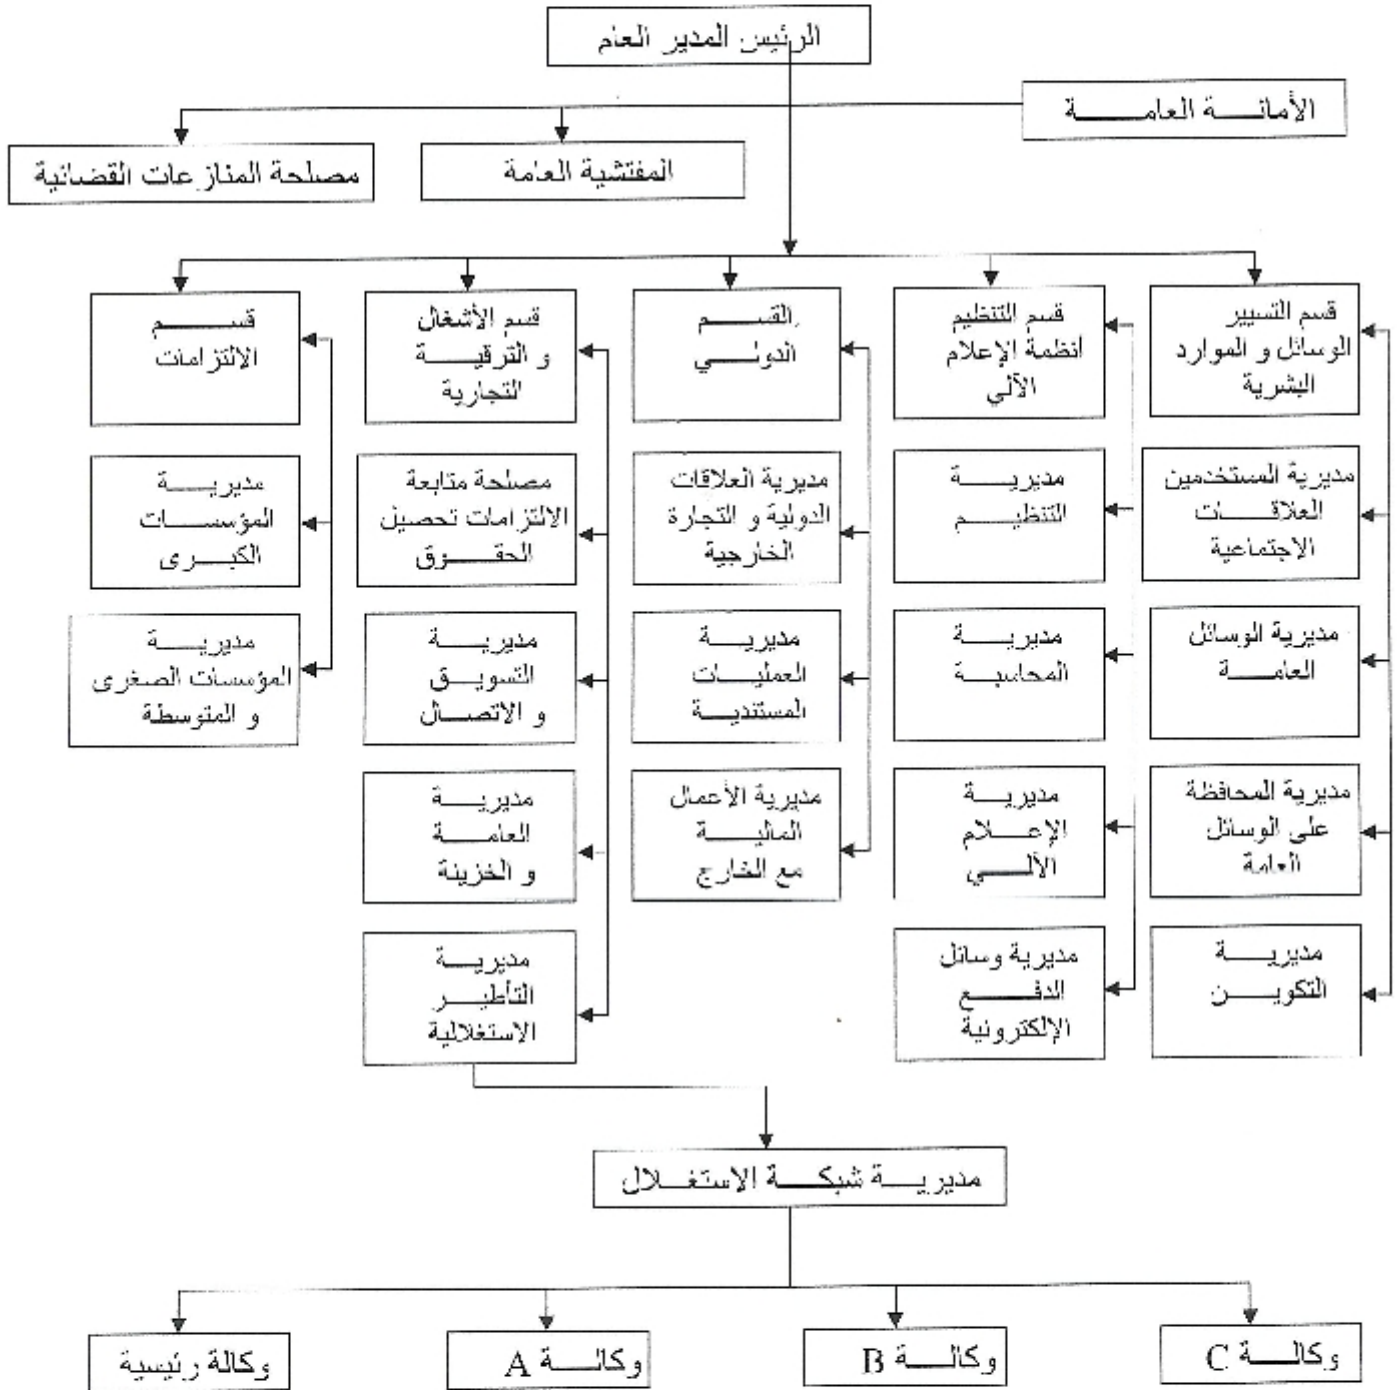 الرئيس المدير العام
الأمانة العامة
المفتشية العامة
مصلحة المنازعات القضائية
قسم التسيير
الوسائل و الموارد
البشرية
قسم التنظيم
انظمة الإعلام
الآلي
القسم
الدولي
قسم الأشغال
و الترقية
التجارية
قسم
الالتزامات
مديرية المستخدمين
العلاقات
الاجتماعية
مديرية
التنظيم
مديرية العلاقات
الدولية و التجارة
الخارجية
مصلحة متابعة
الالتزامات تحصيل
الحقوق
مديرية
المؤسسات
الكبرى
مديرية الوسائل
العامة
مديرية
المحاسبة
مديرية
العمليات
المستندية
مديرية
التسويق
و الاتصال
مديرية
المؤسسات الصغرى
و المتوسطة
مديرية المحافظة
على الوسائل
العامة
مديرية
الإعلام
الآلي
مديرية الأعمال
المالية
مع الخارج
مديرية
العامة
و الخزينة
مديرية
التكوين
مديرية وسائل
الدفع
الإلكترونية
مديرية
التأطير
الاستغلالية
مديرية شبكة الاستغلال
وكالة C
وكالة B
وكالة A
وكالة رئيسية